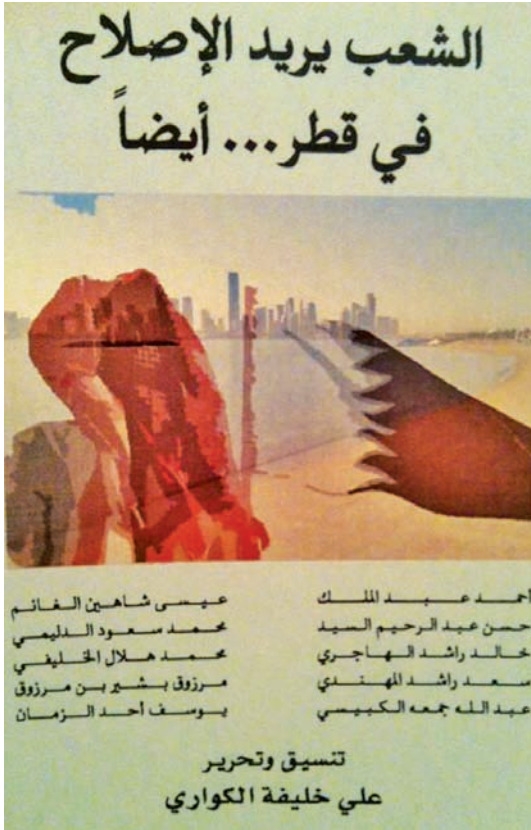 الشعب يريد الإصلاح
في قطر... أيضاً
أحمد عبد الملك
حسن عبد الرحيم السيد
خالد راشد الهاجري
سعد راشد المهندي
عبد الله جمعه الكبيسي
عيسى شاهين الغانم
محمد سعود الدليمي
محمد هلال الخليفي
مرزوق بشير بن مرزوق
يوسف أحمد الزمان
تنسيق وتحرير
علي خليفة الكواري